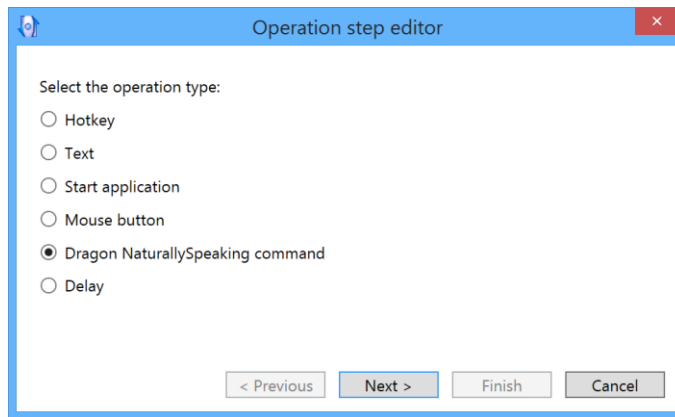 Operation step editor
Select the operation type:
Hotkey
Text
Start application
Mouse button
Dragon NaturallySpeaking command
Delay
< Previous Next > Finish Cancel